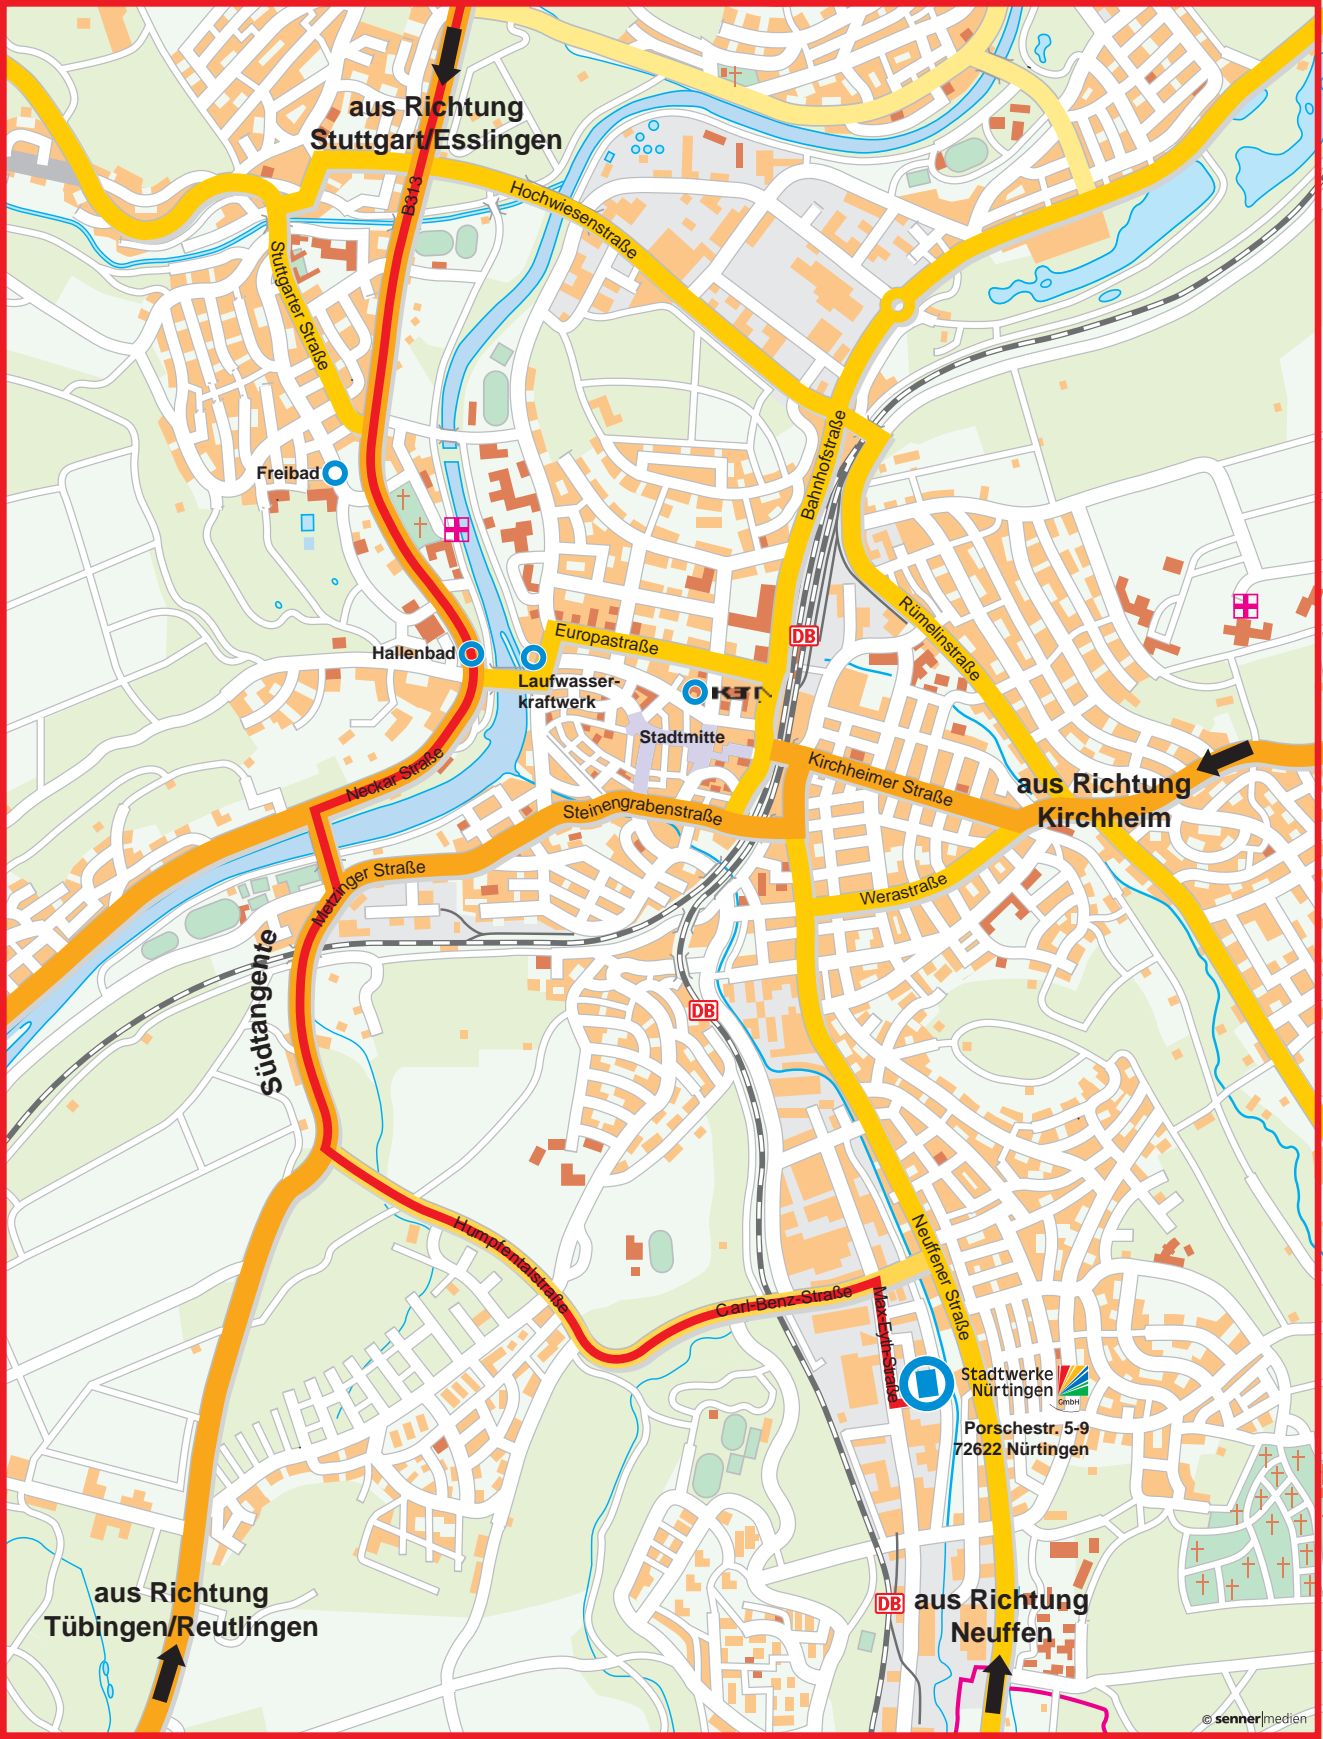 aus Richtung
Stuttgart/Esslingen
B313
Hochwiesenstraße
Stuttgarter Straße
Bahnhofstraße
Freibad
Rümelinstraße
Europastraße
DB
Hallenbad
Laufwasser-
kraftwerk
Stadtmitte
Neckar Straße
Kirchheimer Straße
aus Richtung
Kirchheim
Steinengrabenstraße
Metzinger Straße
Werastraße
Südtangente
DB
Humpfentalstraße
Neuffener Straße
Carl-Benz-Straße
Max-Eyth-Straße
Stadtwerke
Nürtingen
GmbH
Porschestr. 5-9
72622 Nürtingen
aus Richtung
Tübingen/Reutlingen
DB
aus Richtung
Neuffen
© senner|medien